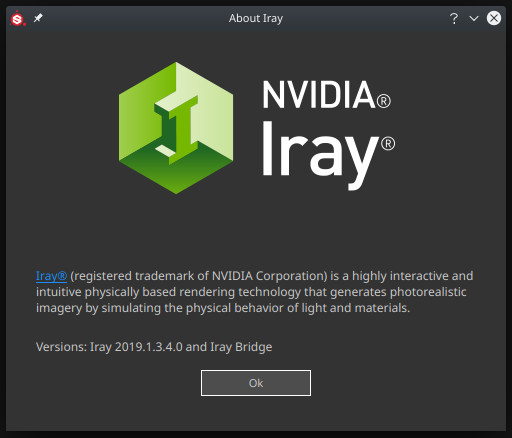 About Iray
NVIDIA®
Iray®
Iray® (registered trademark of NVIDIA Corporation) is a highly interactive and
intuitive physically based rendering technology that generates photorealistic
imagery by simulating the physical behavior of light and materials.
Versions: Iray 2019.1.3.4.0 and Iray Bridge
Ok